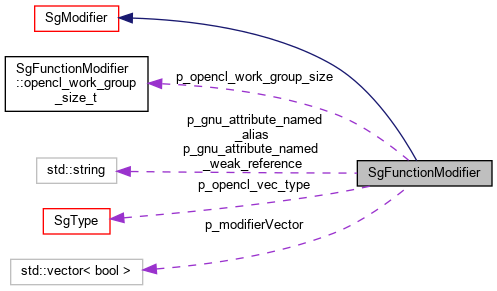 SgModifier
SgFunctionModifier
::opencl_work_group
_size_t
p_opencl_work_group_size
p_gnu_attribute_named
_alias
p_gnu_attribute_named
_weak_reference
std::string
SgFunctionModifier
p_opencl_vec_type
SgType
p_modifierVector
std::vector< bool >